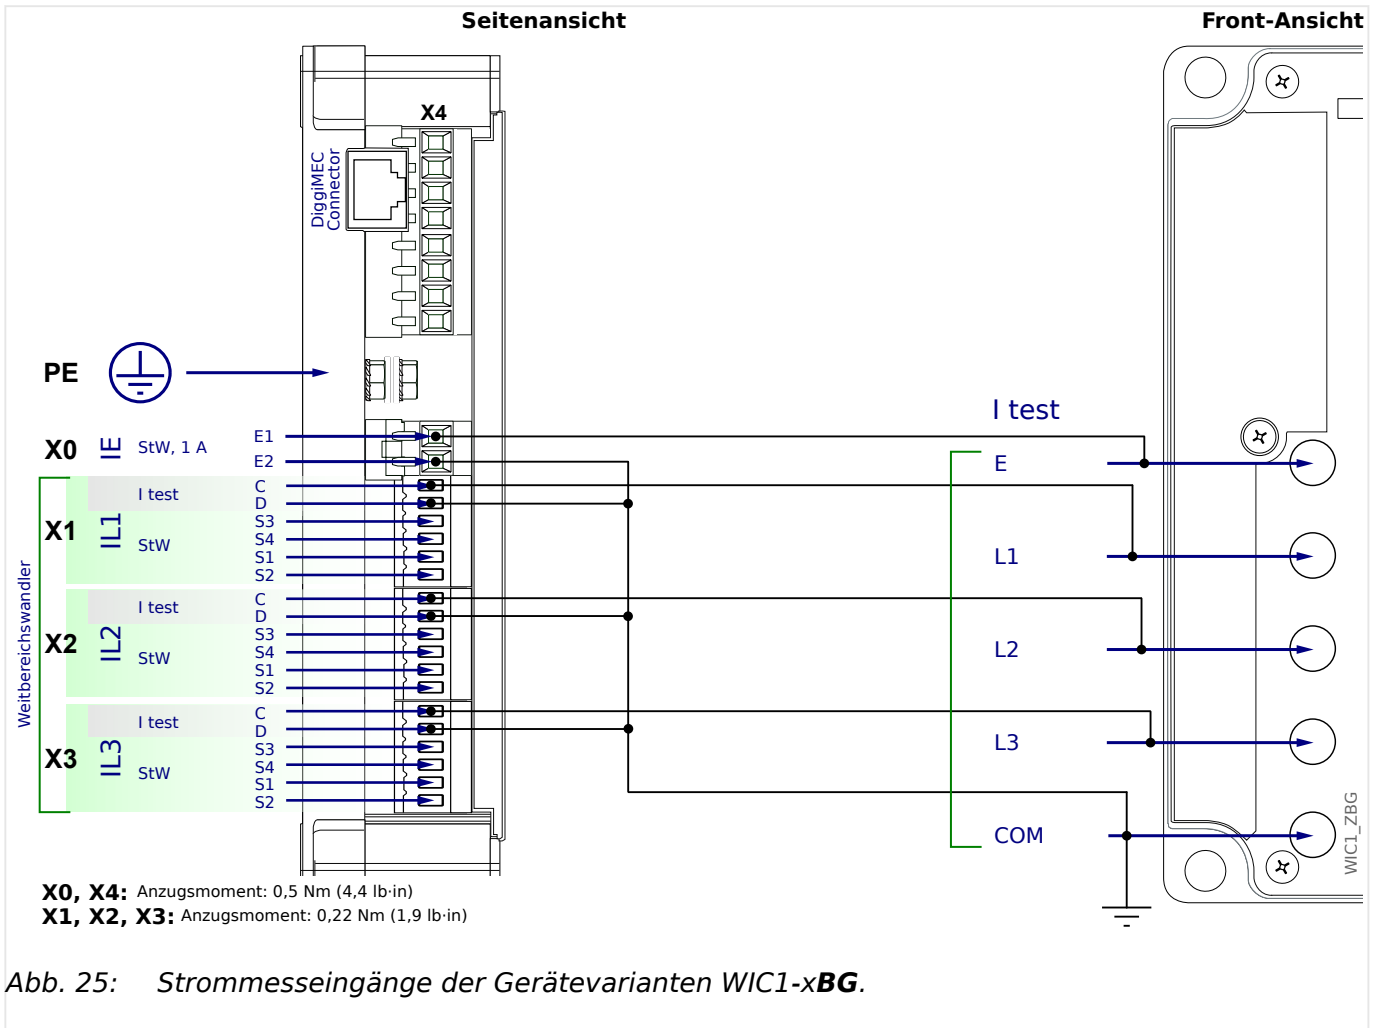 Seitenansicht
Front-Ansicht
X4
DiggiMEC
Connector
PE
I test
X0
IE
StW, 1 A
E1
E2
Weitbereichswandler
X1
IL1
I test
StW
C
D
S3
S4
S1
S2
X2
IL2
I test
StW
C
D
S3
S4
S1
S2
X3
IL3
I test
StW
C
D
S3
S4
S1
S2
E
L1
L2
L3
COM
WIC1_ZBG
X0, X4: Anzugsmoment: 0,5 Nm (4,4 lb·in)
X1, X2, X3: Anzugsmoment: 0,22 Nm (1,9 lb·in)
Abb. 25: Strommesseingänge der Gerätevarianten WIC1-xBG.